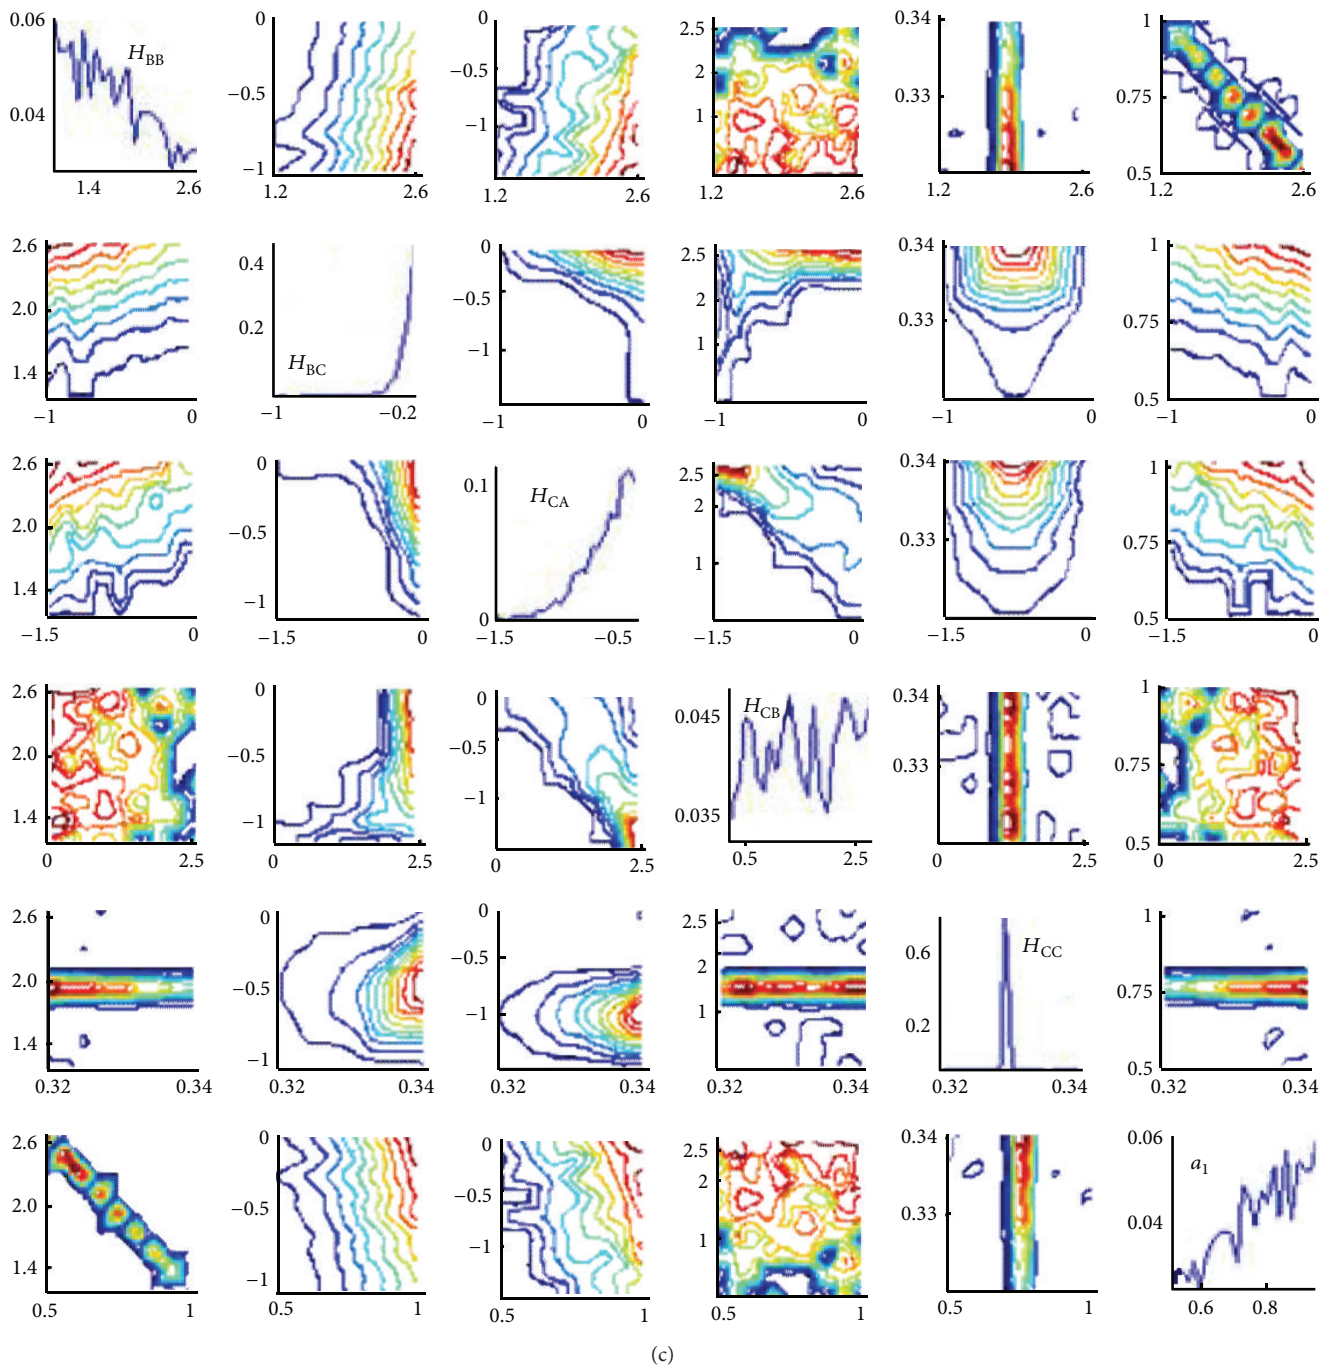 0.06 0 0 2.5 0.34 1
H_BB
−0.5 −0.5 2 0.33 0.75
0.04 −1 1
−1 0.5
1.4 2.6 1.2 2.6 1.2 2.6 1.2 2.6 1.2 2.6 1.2 2.6
2.6 0.4 0 2.5 0.34 1
2.0 0.2 −0.5 2 0.33 0.75
1.4 H_BC −1 1 0.5
−1 0 −1 −0.2 −1 0 −1 0 −1 0 −1 0
2.6 0 0.1 H_CA 2.5 0.34 1
2.0 −0.5 2 0.33 0.75
1.4 −1 0 1 0.5
−1.5 0 −1.5 0 −1.5 −0.5 −1.5 0 −1.5 0 −1.5 0
2.6 0 0 0.045 H_CB 0.34 1
2.0 −0.5 −0.5 0.33 0.75
1.4 −1 −1 0.035 0.5
0 2.5 0 2.5 0 2.5 0.5 2.5 0 2.5 0 2.5
2.6 0 0 2.5 0.6 H_CC 1
2.0 −0.5 −1 2 0.75
1.4 −1 1 0.2 0.5
0.32 0.34 0.32 0.34 0.32 0.34 0.32 0.34 0.32 0.34 0.32 0.34
2.6 0 0 2.5 0.34 0.06
a_1
2.0 −0.5 −0.5 2 0.33 0.04
1.4 −1 −1 1
0.5 1 0.5 1 0.5 1 0.5 1 0.5 1 0.6 0.8
(c)